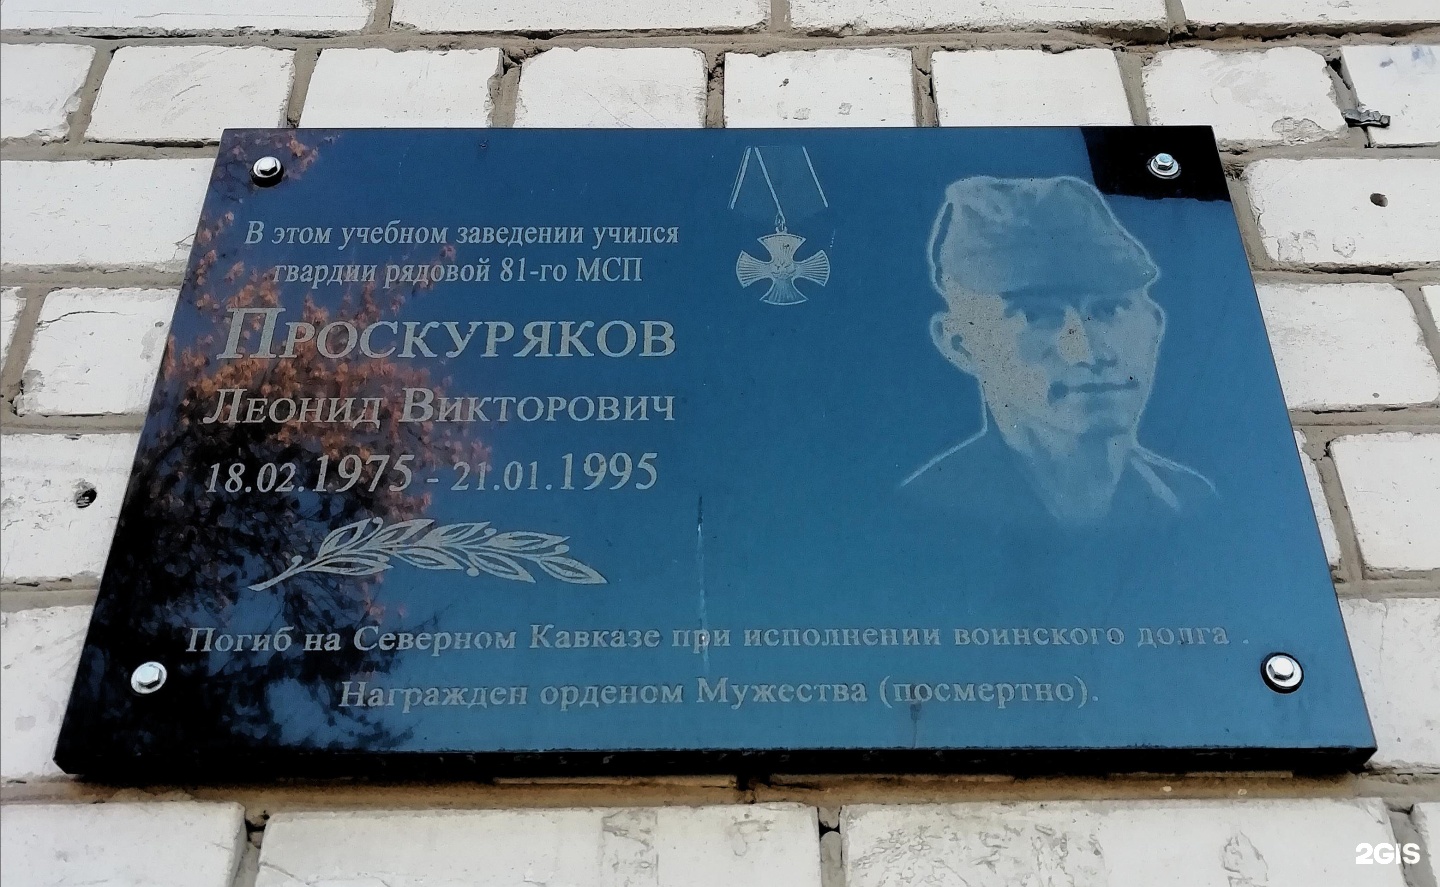 В этом учебном заведении учился
гвардии рядовой 81-го МСП
ПРОСКУРЯКОВ
ЛЕОНИД ВИКТОРОВИЧ
18.02.1975 - 21.01.1995
Погиб на Северном Кавказе при исполнении воинского долга .
Награжден орденом Мужества (посмертно).
2GIS